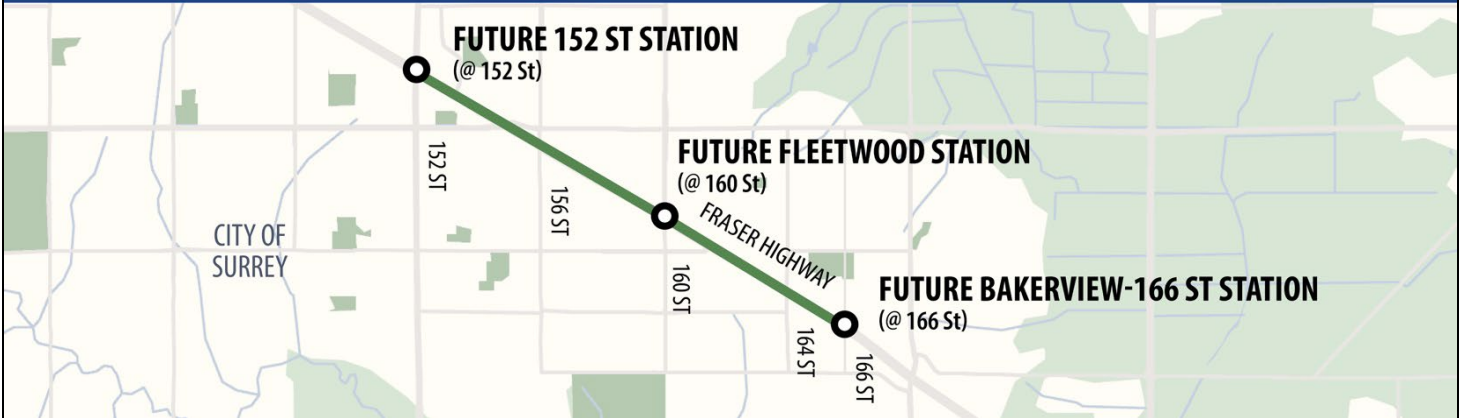 FUTURE 152 ST STATION
(@ 152 St)
FUTURE FLEETWOOD STATION
(@ 160 St)
152 ST
156 ST
FRASER HIGHWAY
CITY OF
SURREY
160 ST
FUTURE BAKERVIEW-166 ST STATION
(@ 166 St)
164 ST
166 ST